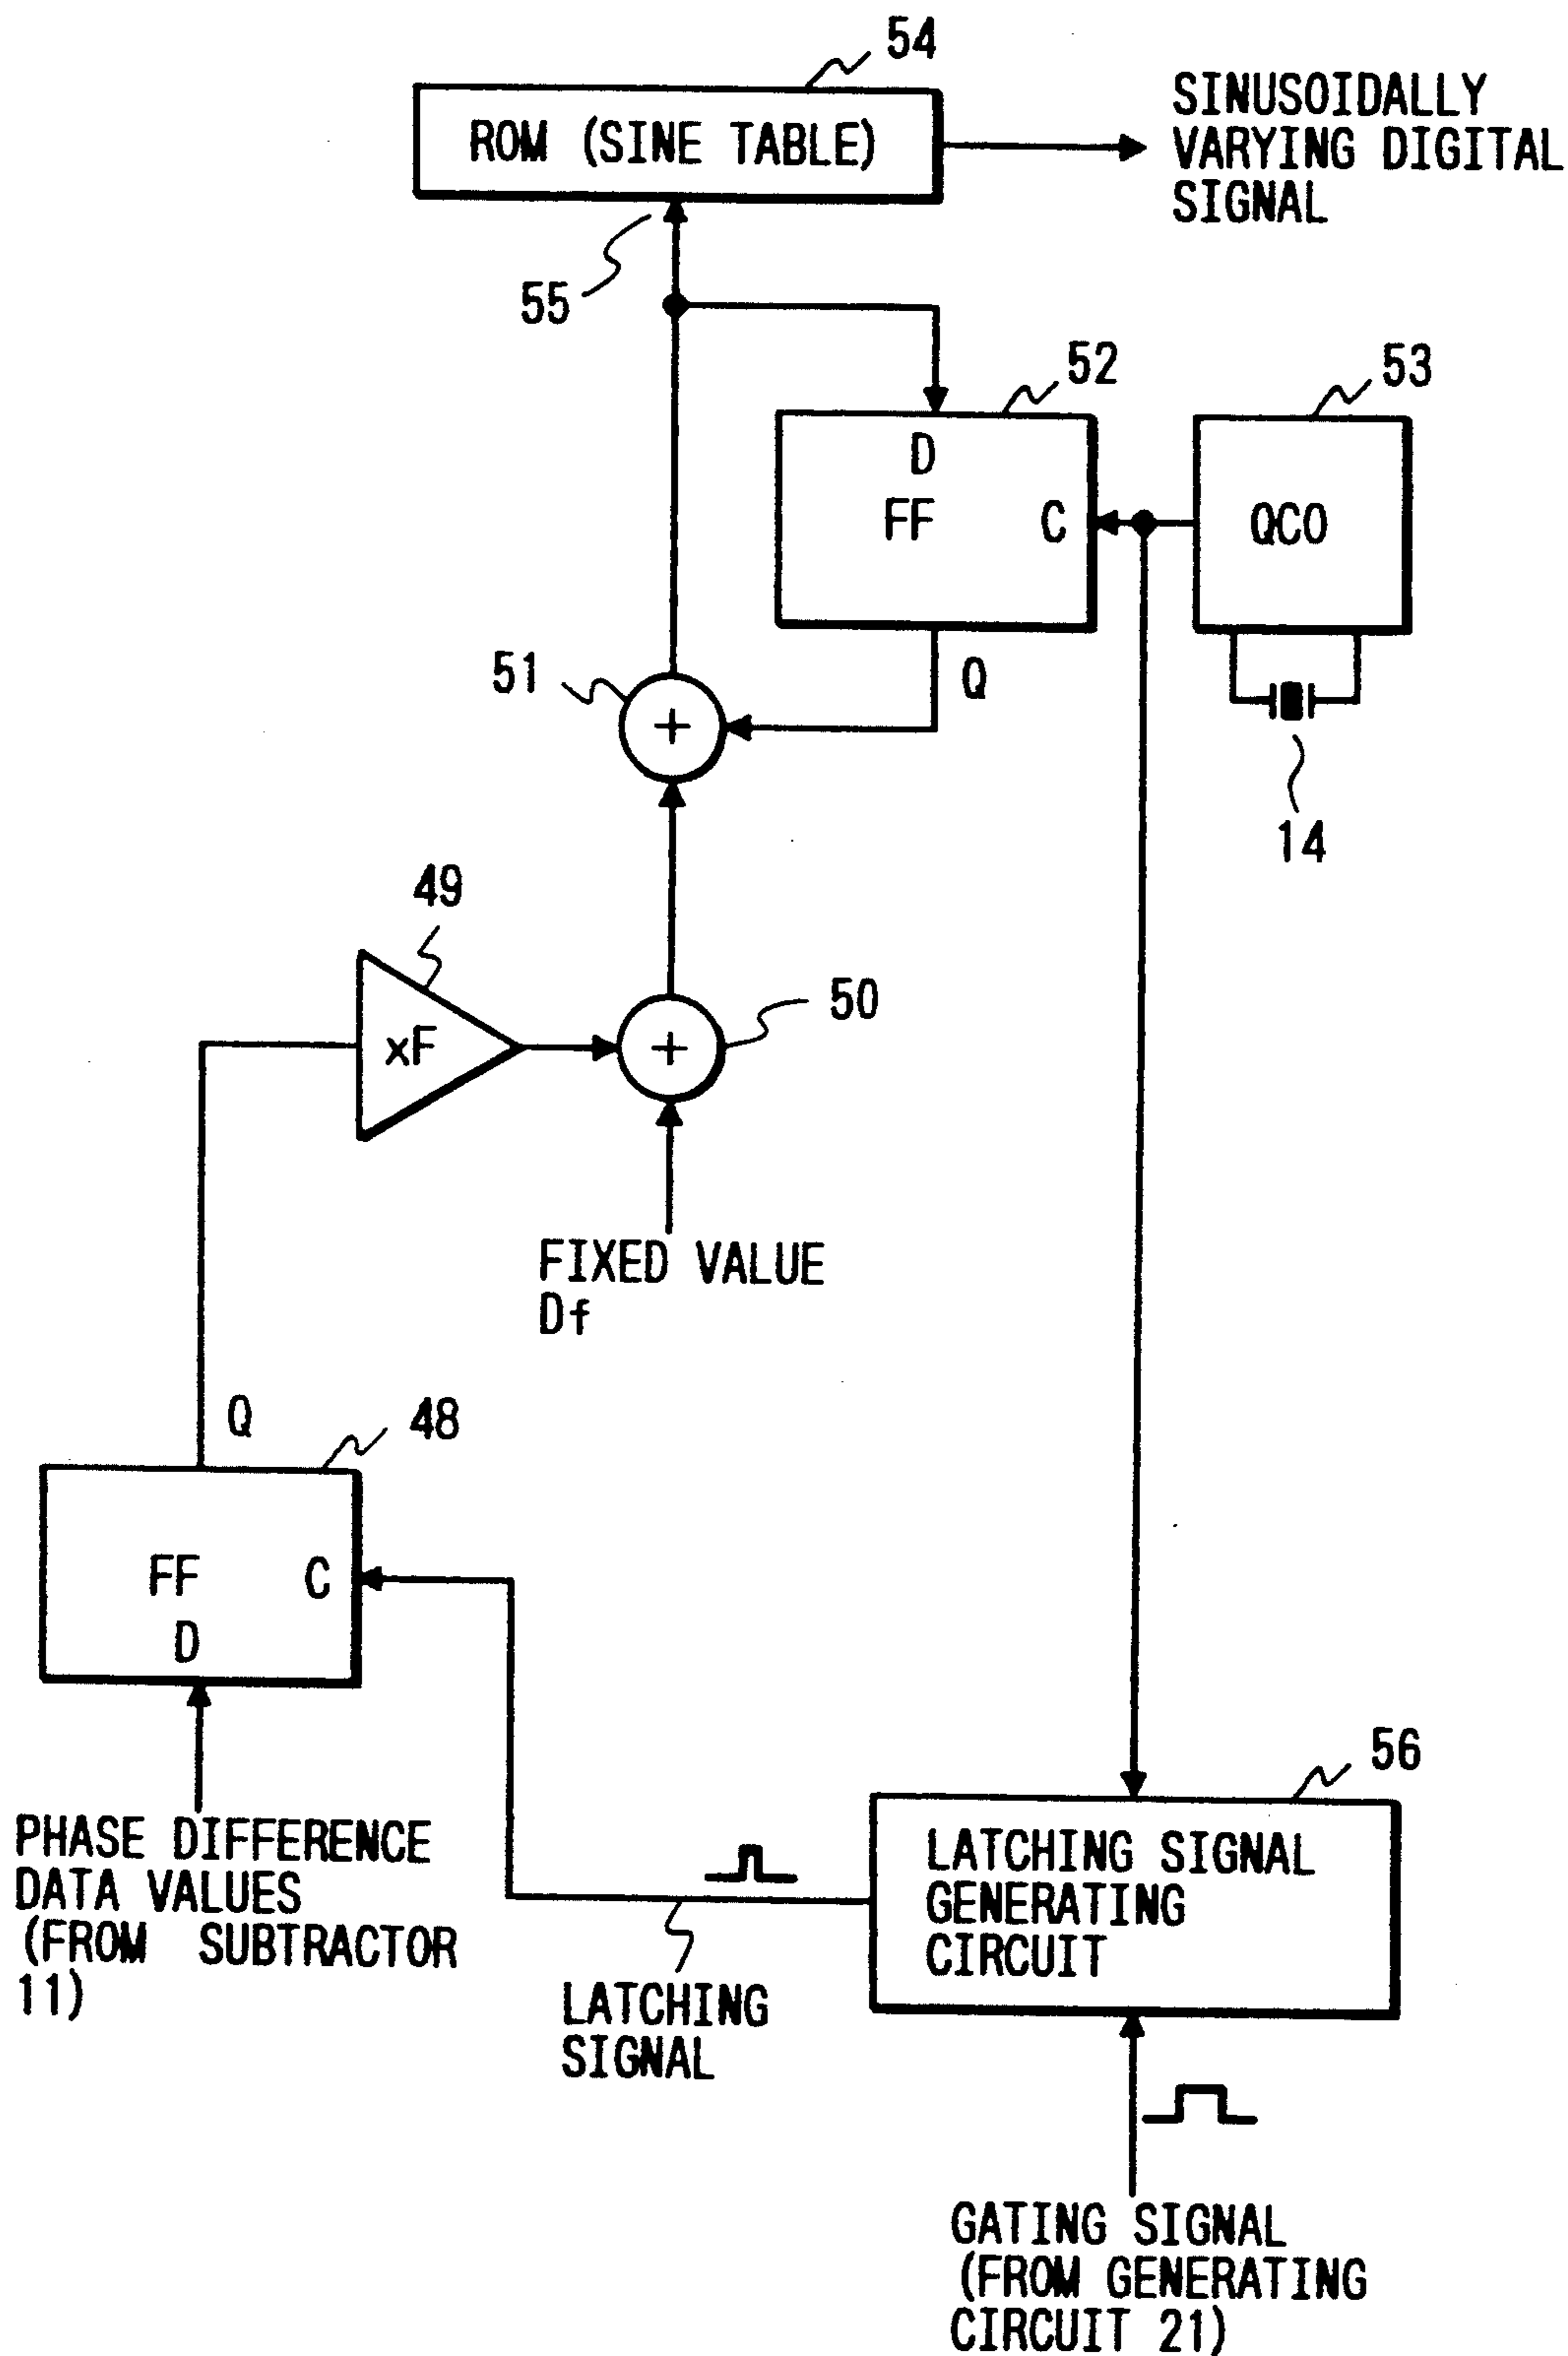 54
ROM (SINE TABLE)
SINUSOIDALLY
VARYING DIGITAL
SIGNAL
55
52
53
D
FF
C
QCO
51
Q
+
14
49
xF
50
+
FIXED VALUE
Df
Q
48
FF
C
D
56
PHASE DIFFERENCE
DATA VALUES
(FROM SUBTRACTOR
11)
LATCHING SIGNAL
GENERATING
CIRCUIT
LATCHING
SIGNAL
GATING SIGNAL
(FROM GENERATING
CIRCUIT 21)